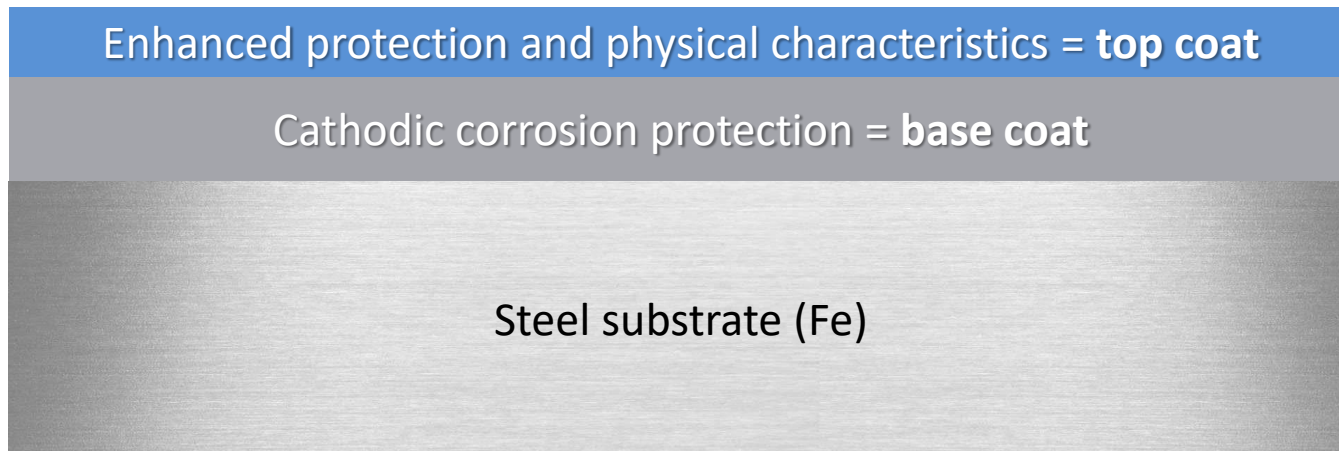 Enhanced protection and physical characteristics = top coat
Cathodic corrosion protection = base coat
Steel substrate (Fe)